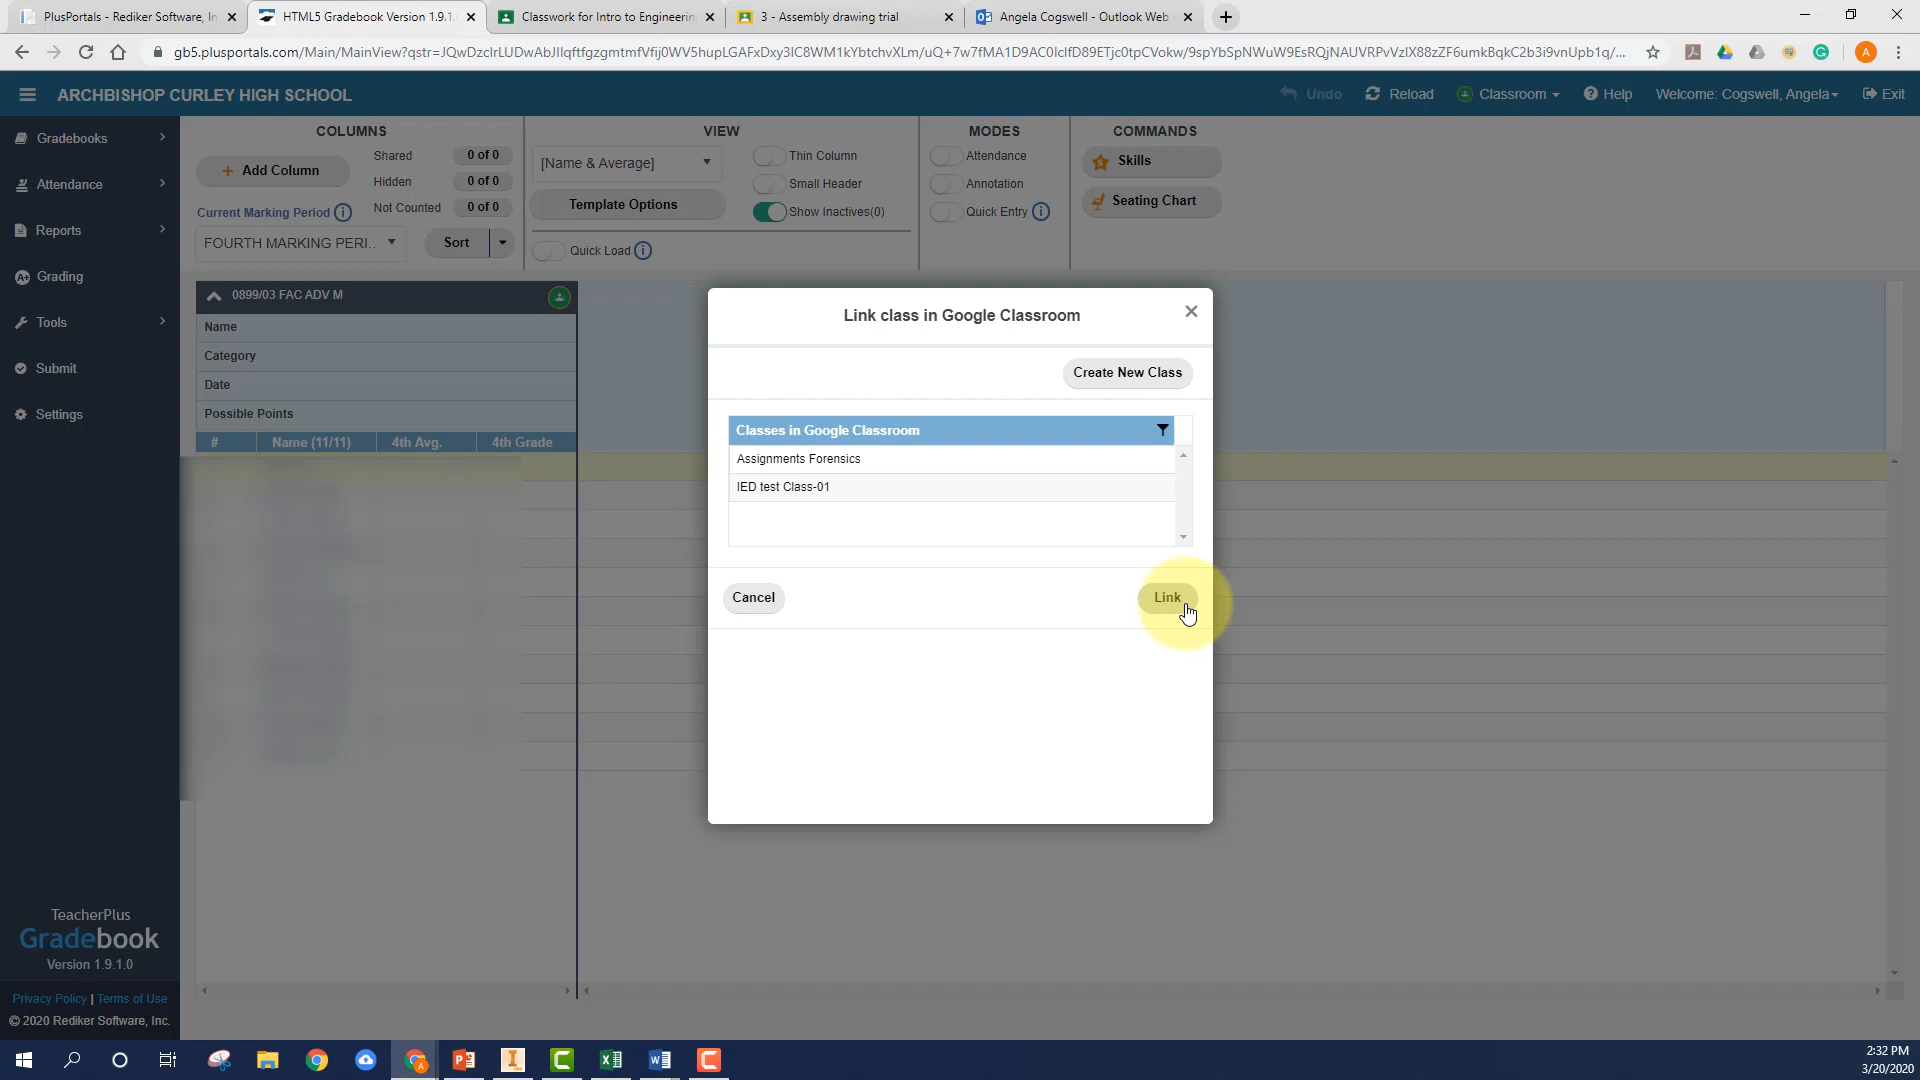 PlusPortals - Rediker Software, In
HTML5 Gradebook Version 1.9.1.
Classwork for Intro to Engineerin
3 - Assembly drawing trial
Angela Cogswell - Outlook Web
gb5.plusportals.com/Main/MainView?qstr=
ARCHBISHOP CURLEY HIGH SCHOOL
Undo
Reload
Classroom
Help
Welcome: Cogswell, Angela
Exit
Gradebooks
Attendance
Reports
Grading
Tools
Submit
Settings
COLUMNS
Add Column
Shared 0 of 0
Hidden 0 of 0
Not Counted 0 of 0
Current Marking Period
FOURTH MARKING PERI..
Sort
VIEW
[Name & Average]
Template Options
Thin Column
Small Header
Show Inactives(0)
Quick Load
MODES
Attendance
Annotation
Quick Entry
COMMANDS
Skills
Seating Chart
0899/03 FAC ADV M
Name
Category
Date
Possible Points
# Name (11/11) 4th Avg. 4th Grade
Link class in Google Classroom
Create New Class
Classes in Google Classroom
Assignments Forensics
IED test Class-01
Cancel
Link
TeacherPlus
Gradebook
Version 1.9.1.0
Privacy Policy | Terms of Use
© 2020 Rediker Software, Inc.
2:32 PM
3/20/2020